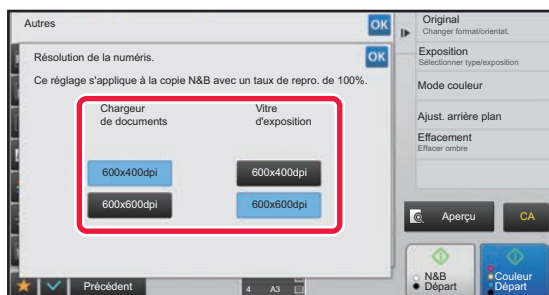 Autres
OK
Résolution de la numéris.
OK
Ce réglage s'applique à la copie N&B avec un taux de repro. de 100%.
Chargeur
de documents
Vitre
d'exposition
600x400dpi
600x400dpi
600x600dpi
600x600dpi
Précédent
4 A3
Original
Changer format/orientat.
Exposition
Sélectionner type/exposition
Mode couleur
Ajust. arrière plan
Effacement
Effacer ombre
Aperçu
CA
N&B
Départ
Couleur
Départ